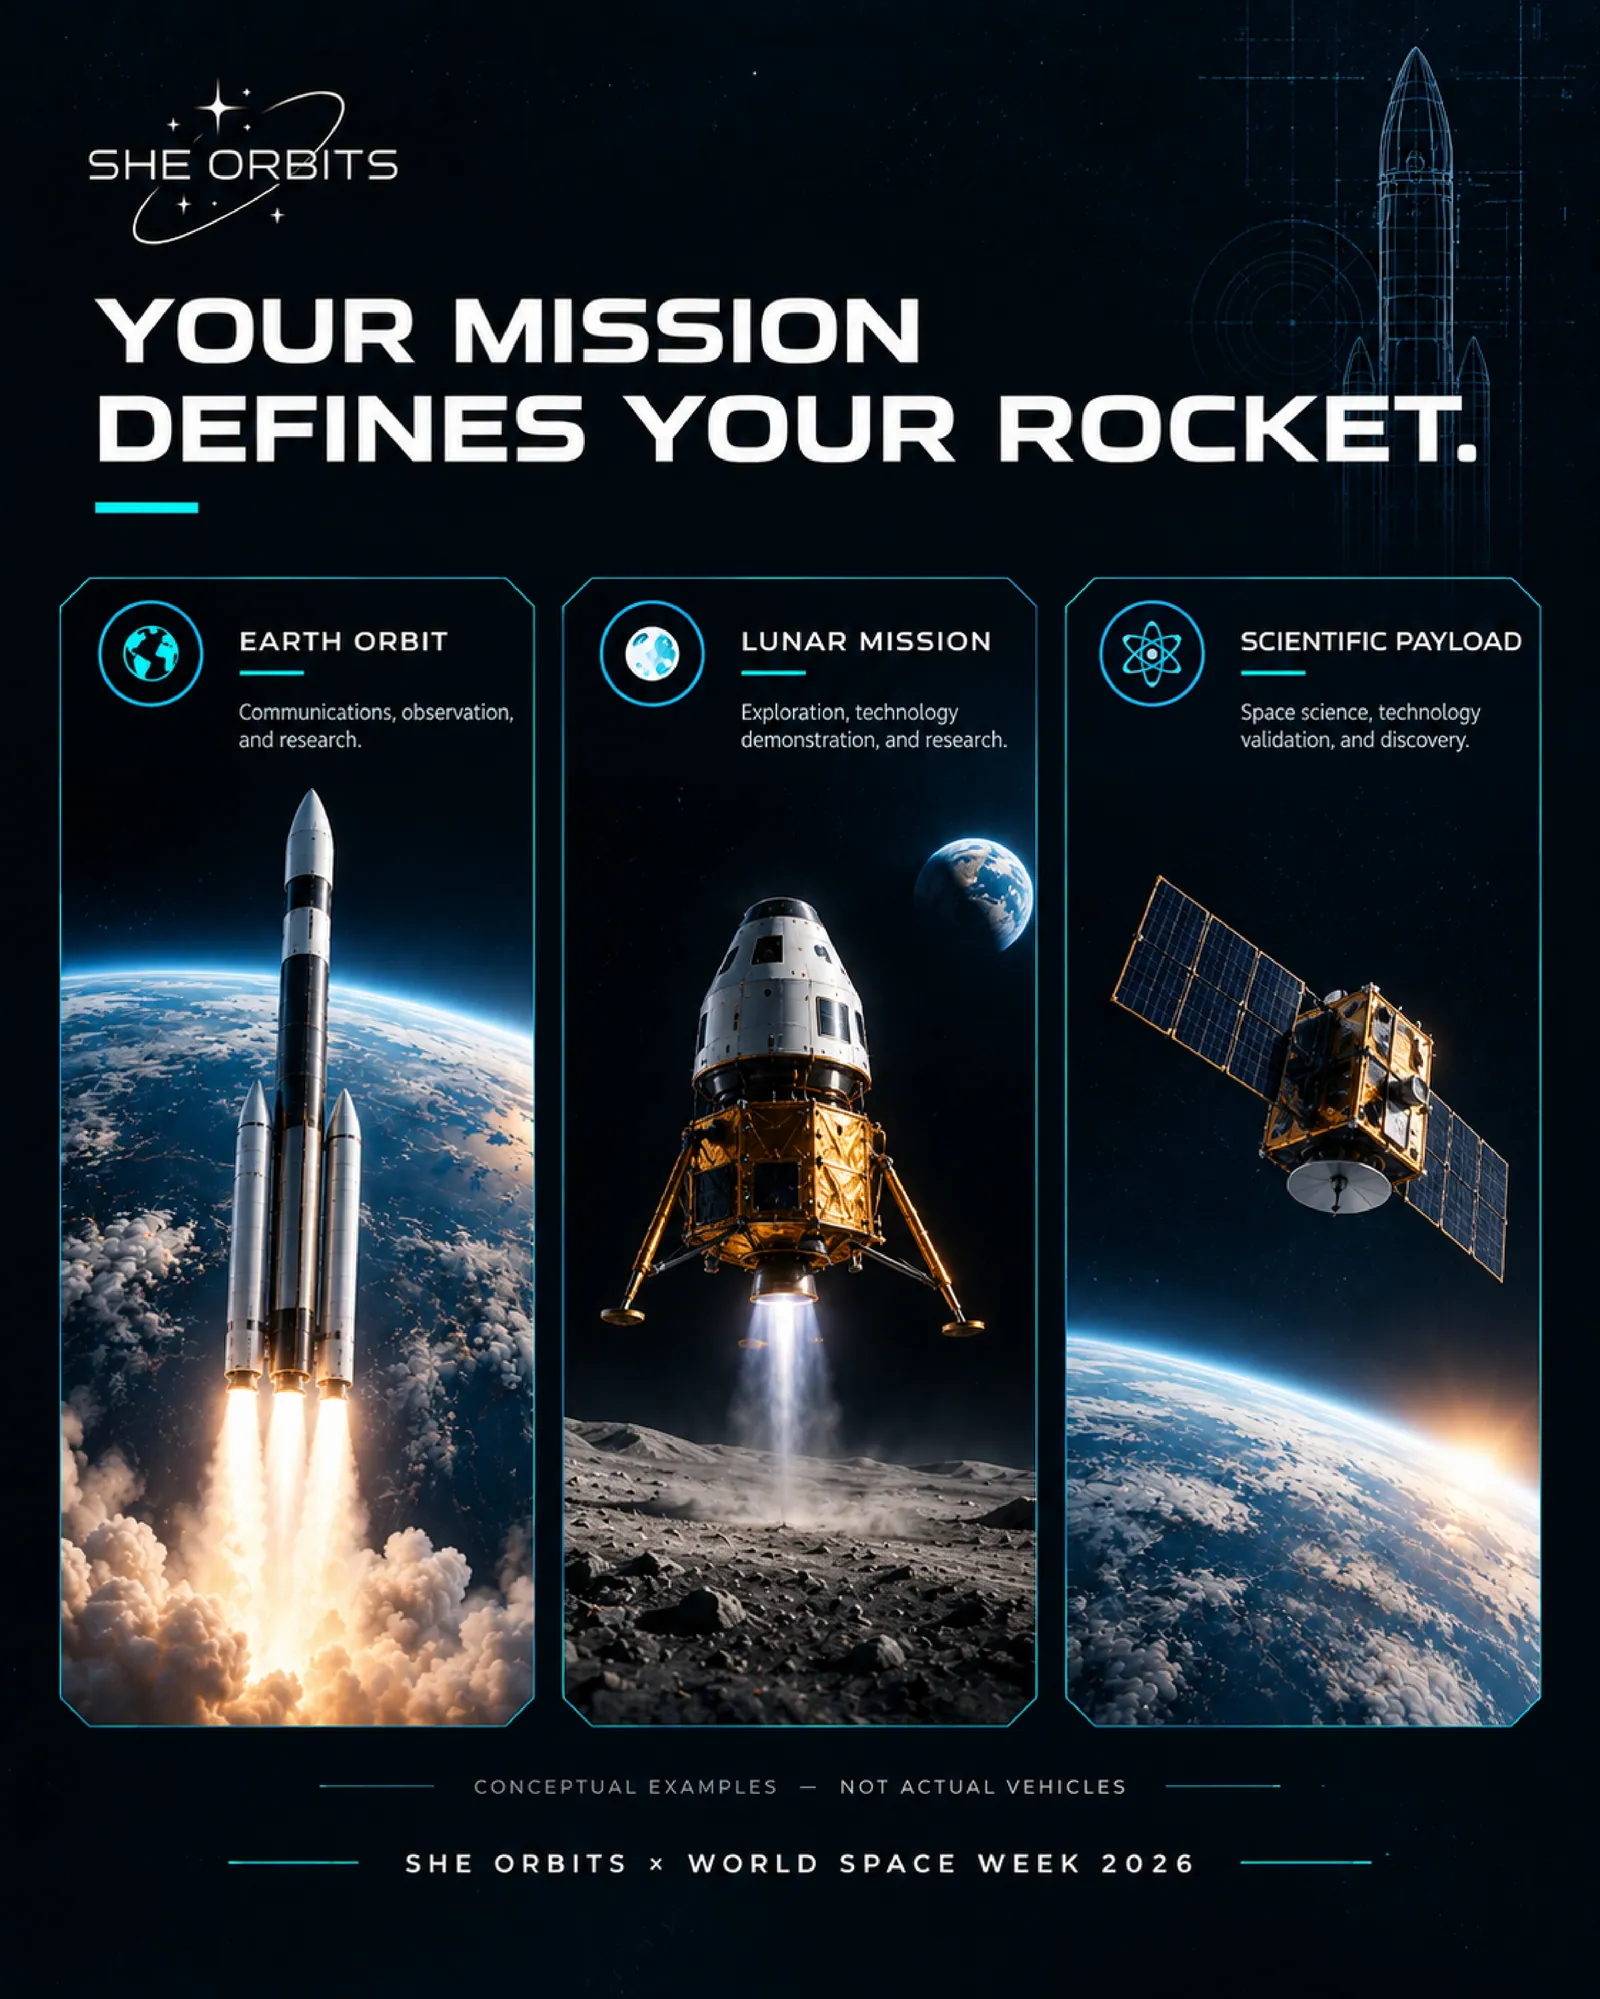 SHE ORBITS
YOUR MISSION
DEFINES YOUR ROCKET.
EARTH ORBIT
Communications, observation,
and research.
LUNAR MISSION
Exploration, technology
demonstration, and research.
SCIENTIFIC PAYLOAD
Space science, technology
validation, and discovery.
CONCEPTUAL EXAMPLES — NOT ACTUAL VEHICLES
SHE ORBITS × WORLD SPACE WEEK 2026